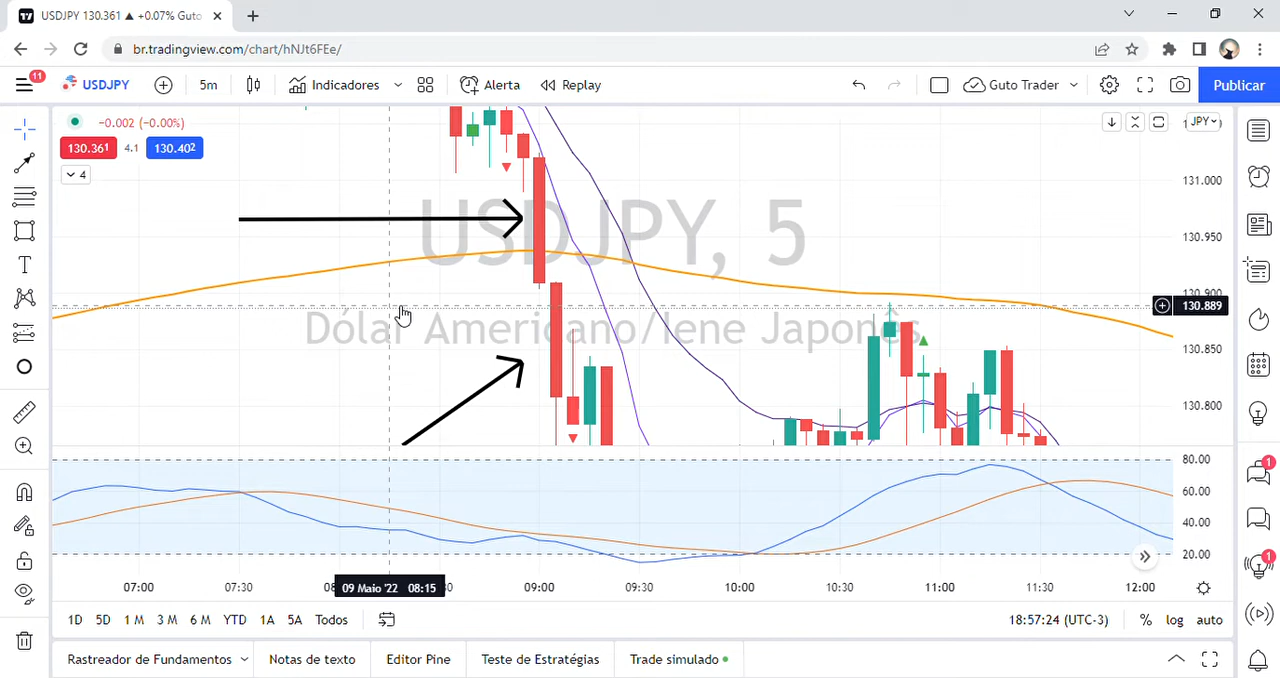 USDJPY 130.361 ▲ +0.07% Guto
br.tradingview.com/chart/hNJt6FEe/
11
USDJPY
5m
Indicadores
Alerta
Replay
Guto Trader
Publicar
−0.002 (−0.00%)
JPY
130.361
4.1
130.402
4
131.000
USDJPY, 5
130.950
130.900
130.889
Dólar Americano/Iene Japonês
130.850
130.800
80.00
1
60.00
40.00
20.00
1
07:00
07:30
09 Maio '22 08:15
09:00
09:30
10:00
10:30
11:00
11:30
12:00
1D 5D 1 M 3 M 6 M YTD 1A 5A Todos
18:57:24 (UTC-3)
% log auto
Rastreador de Fundamentos
Notas de texto
Editor Pine
Teste de Estratégias
Trade simulado